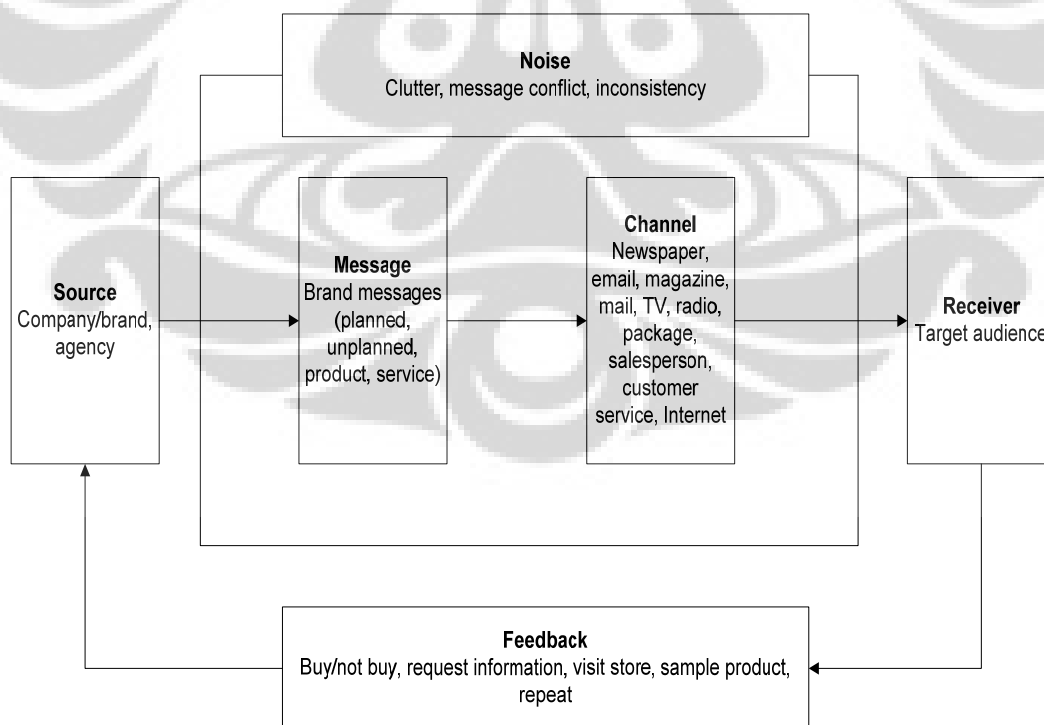 Noise
Clutter, message conflict, inconsistency
Source
Company/brand,
agency
Message
Brand messages
(planned,
unplanned,
product, service)
Channel
Newspaper,
email, magazine,
mail, TV, radio,
package,
salesperson,
customer
service, Internet
Receiver
Target audience
Feedback
Buy/not buy, request information, visit store, sample product,
repeat